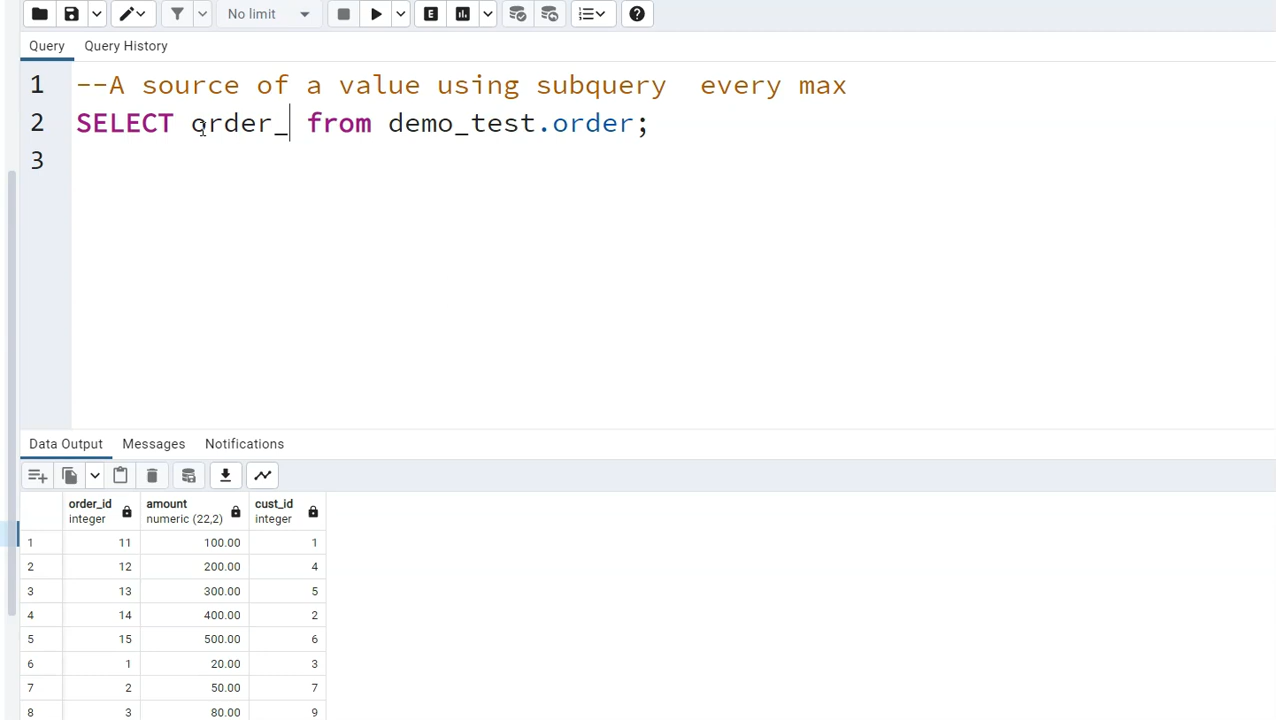 No limit
Query Query History
1 --A source of a value using subquery  every max
2 SELECT order_ from demo_test.order;
3
Data Output Messages Notifications
order_id amount cust_id
integer numeric (22,2) integer
1 11 100.00 1
2 12 200.00 4
3 13 300.00 5
4 14 400.00 2
5 15 500.00 6
6 1 20.00 3
7 2 50.00 7
8 3 80.00 9